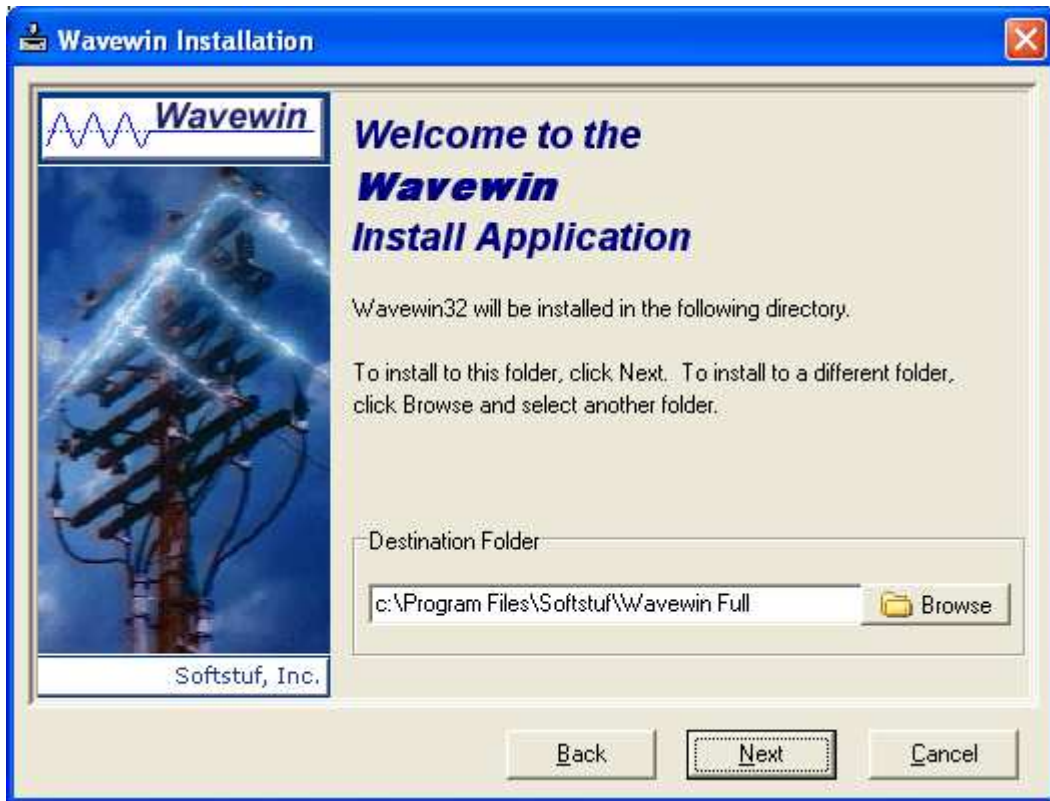 Wavewin Installation
Wavewin
Welcome to the
Wavewin
Install Application
Wavewin32 will be installed in the following directory.
To install to this folder, click Next. To install to a different folder,
click Browse and select another folder.
Destination Folder
c:\Program Files\Softstuf\Wavewin Full
Browse
Softstuf, Inc.
Back
Next
Cancel